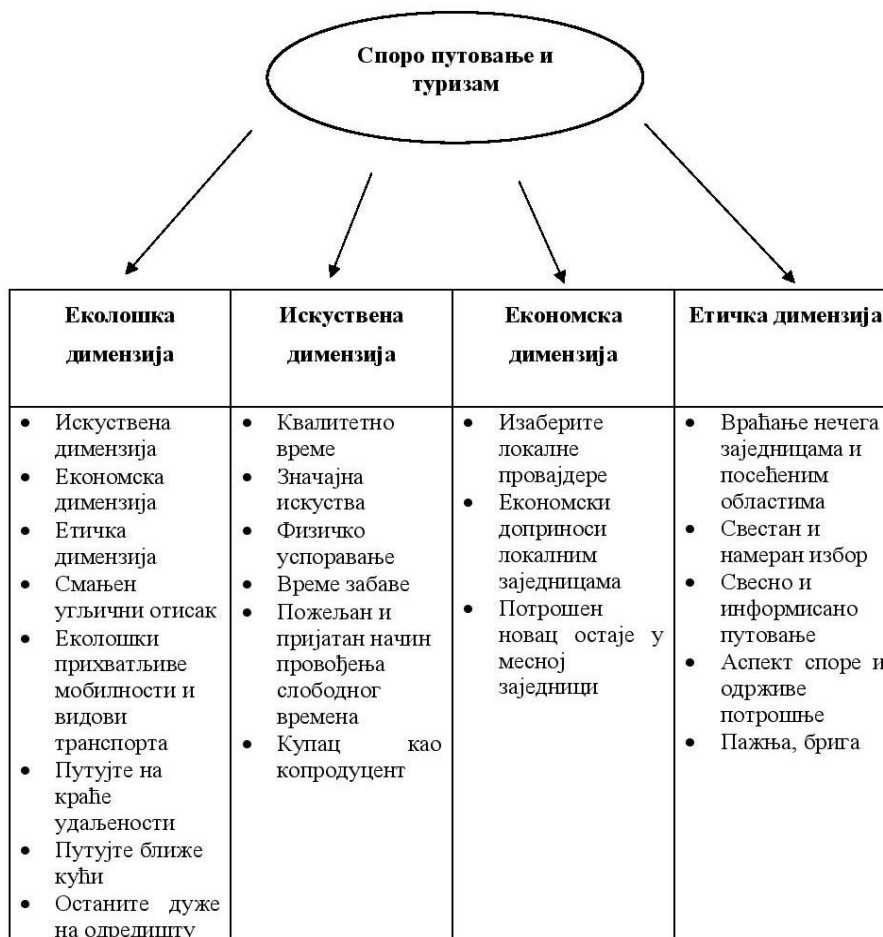 Споро путовање и
туризам
Еколошка
димензија
• Искуствена
димензија
• Економска
димензија
• Етичка
димензија
• Смањен
угљични отисак
• Еколошки
прихватљиве
мобилности и
видови
транспорта
• Путујте на
краће
удаљености
• Путујте ближе
кући
• Останите дуже
на одредишту
Искуствена
димензија
• Квалитетно
време
• Значајна
искуства
• Физичко
успоравање
• Време забаве
• Пожељан и
пријатан начин
провођења
слободног
времена
• Купац као
копродуцент
Економска
димензија
• Изаберите
локалне
провајдере
• Економски
доприноси
локалним
заједницама
• Потрошен
новац остаје у
месној
заједници
Етичка димензија
• Враћање нечега
заједницама и
посећеним
областима
• Свестан и
намеран избор
• Свесно и
информисано
путовање
• Аспект споре и
одрживе
потрошње
• Пажња, брига